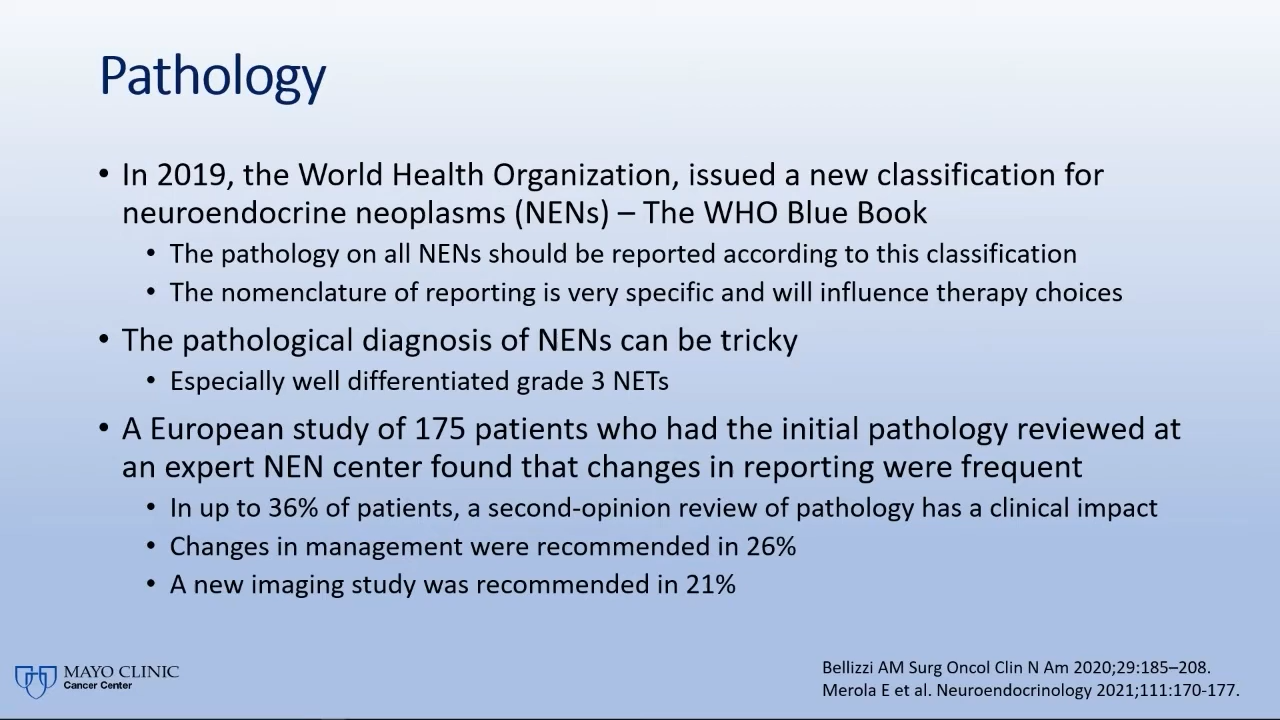 Pathology
• In 2019, the World Health Organization, issued a new classification for
neuroendocrine neoplasms (NENs) – The WHO Blue Book
• The pathology on all NENs should be reported according to this classification
• The nomenclature of reporting is very specific and will influence therapy choices
• The pathological diagnosis of NENs can be tricky
• Especially well differentiated grade 3 NETs
• A European study of 175 patients who had the initial pathology reviewed at
an expert NEN center found that changes in reporting were frequent
• In up to 36% of patients, a second-opinion review of pathology has a clinical impact
• Changes in management were recommended in 26%
• A new imaging study was recommended in 21%
MAYO CLINIC
Cancer Center
Bellizzi AM Surg Oncol Clin N Am 2020;29:185–208.
Merola E et al. Neuroendocrinology 2021;111:170-177.